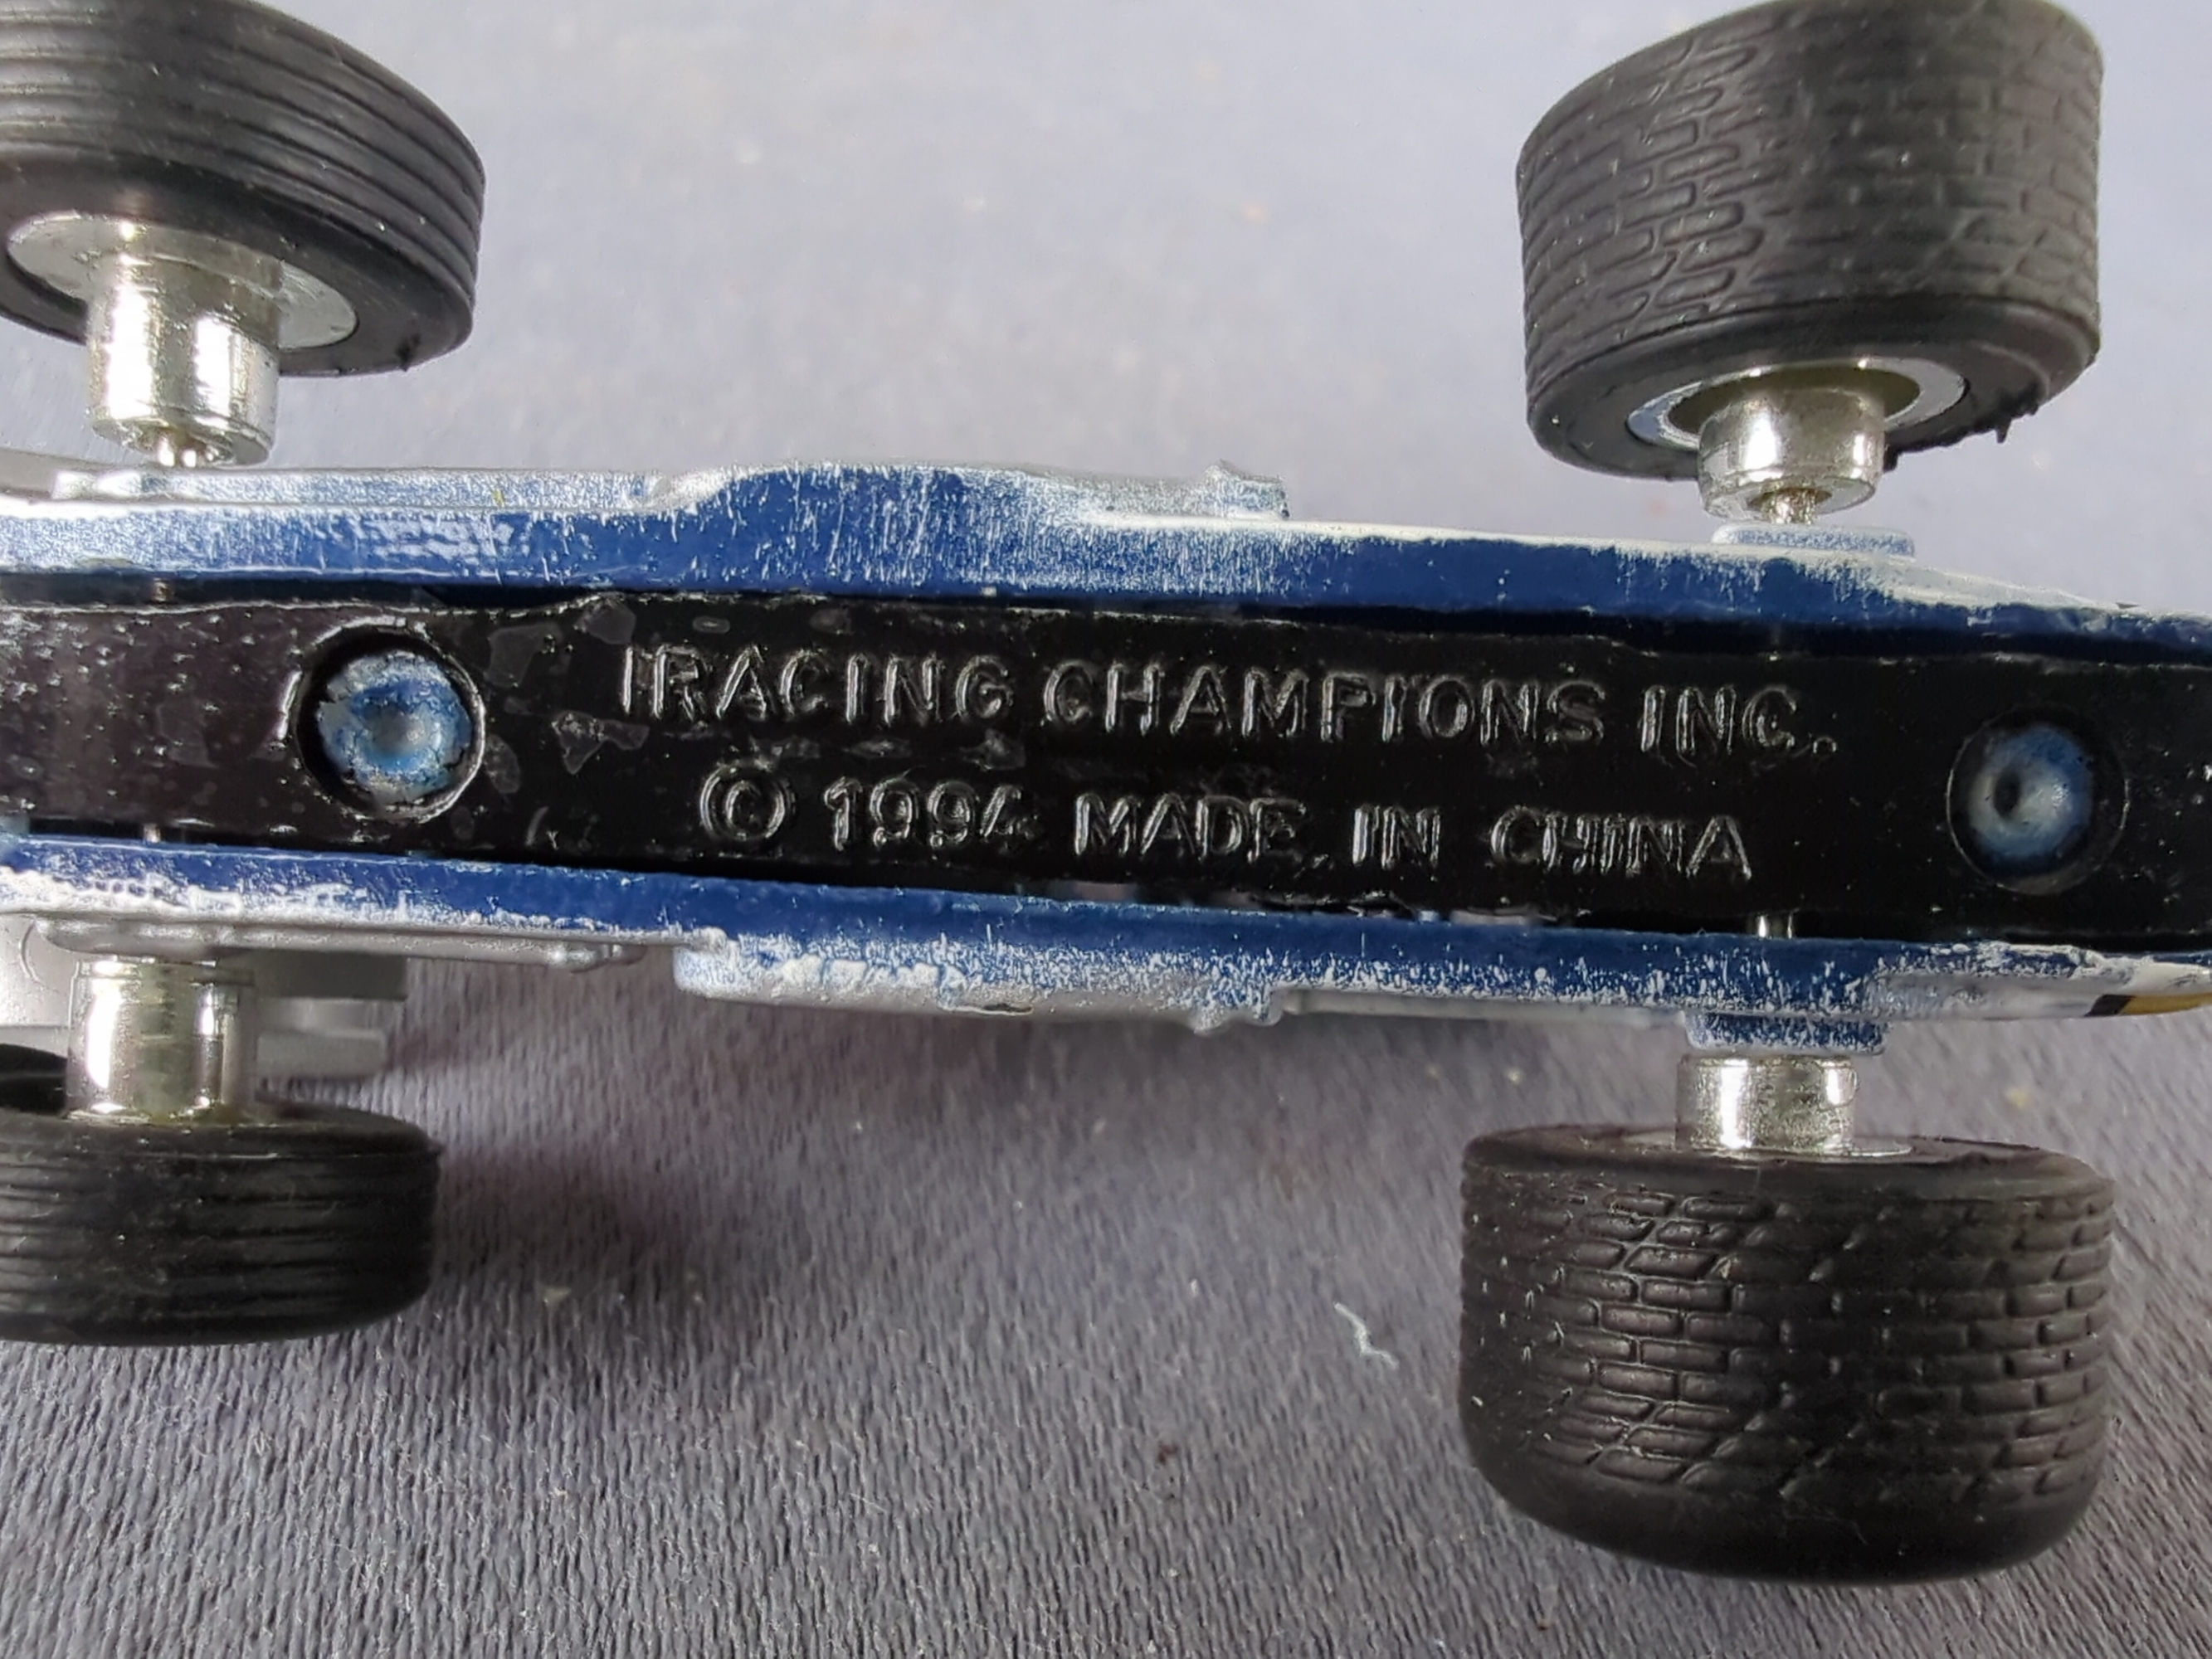 RACING CHAMPIONS INC.
© 1994 MADE IN CHINA